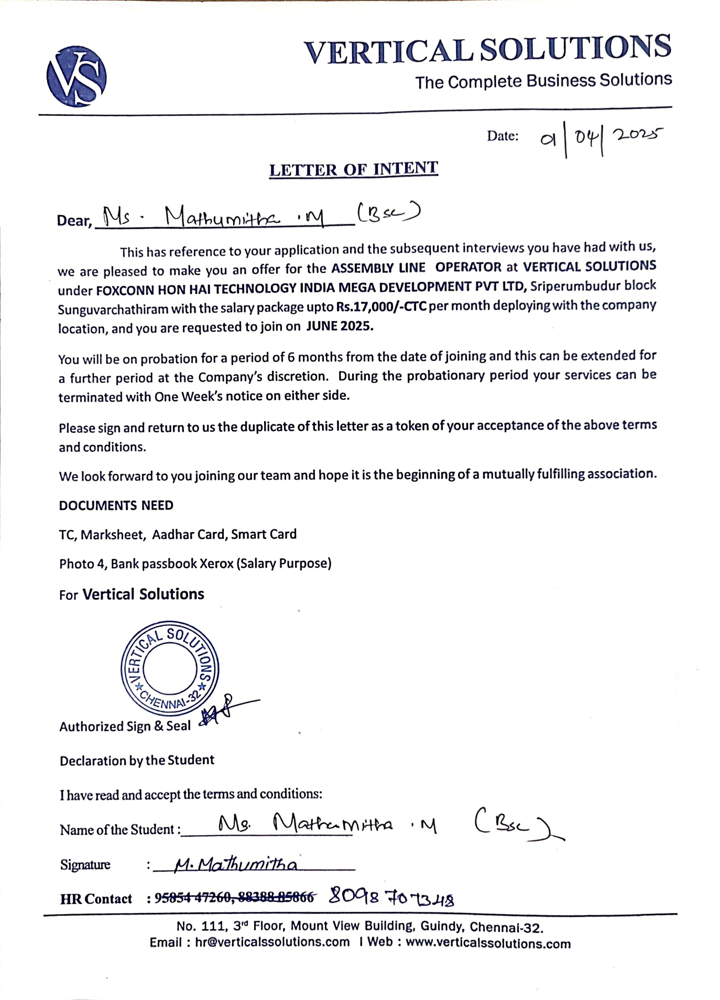 VS
VERTICAL SOLUTIONS
The Complete Business Solutions
Date: 01/04/2025
LETTER OF INTENT
Dear, Ms. Mathumitha .M (Bsc)
This has reference to your application and the subsequent interviews you have had with us,
we are pleased to make you an offer for the ASSEMBLY LINE OPERATOR at VERTICAL SOLUTIONS
under FOXCONN HON HAI TECHNOLOGY INDIA MEGA DEVELOPMENT PVT LTD, Sriperumbudur block
Sunguvarchathiram with the salary package upto Rs.17,000/-CTC per month deploying with the company
location, and you are requested to join on JUNE 2025.
You will be on probation for a period of 6 months from the date of joining and this can be extended for
a further period at the Company's discretion. During the probationary period your services can be
terminated with One Week's notice on either side.
Please sign and return to us the duplicate of this letter as a token of your acceptance of the above terms
and conditions.
We look forward to you joining our team and hope it is the beginning of a mutually fulfilling association.
DOCUMENTS NEED
TC, Marksheet, Aadhar Card, Smart Card
Photo 4, Bank passbook Xerox (Salary Purpose)
For Vertical Solutions
VERTICAL SOLUTIONS
★ CHENNAI-32 ★
Authorized Sign & Seal
Declaration by the Student
I have read and accept the terms and conditions:
Name of the Student : Ms. Mathumitha .M (Bsc)
Signature : M. Mathumitha
HR Contact : 95854 47260, 88388 85866 8098 707348
No. 111, 3rd Floor, Mount View Building, Guindy, Chennai-32.
Email : hr@verticalssolutions.com I Web : www.verticalssolutions.com